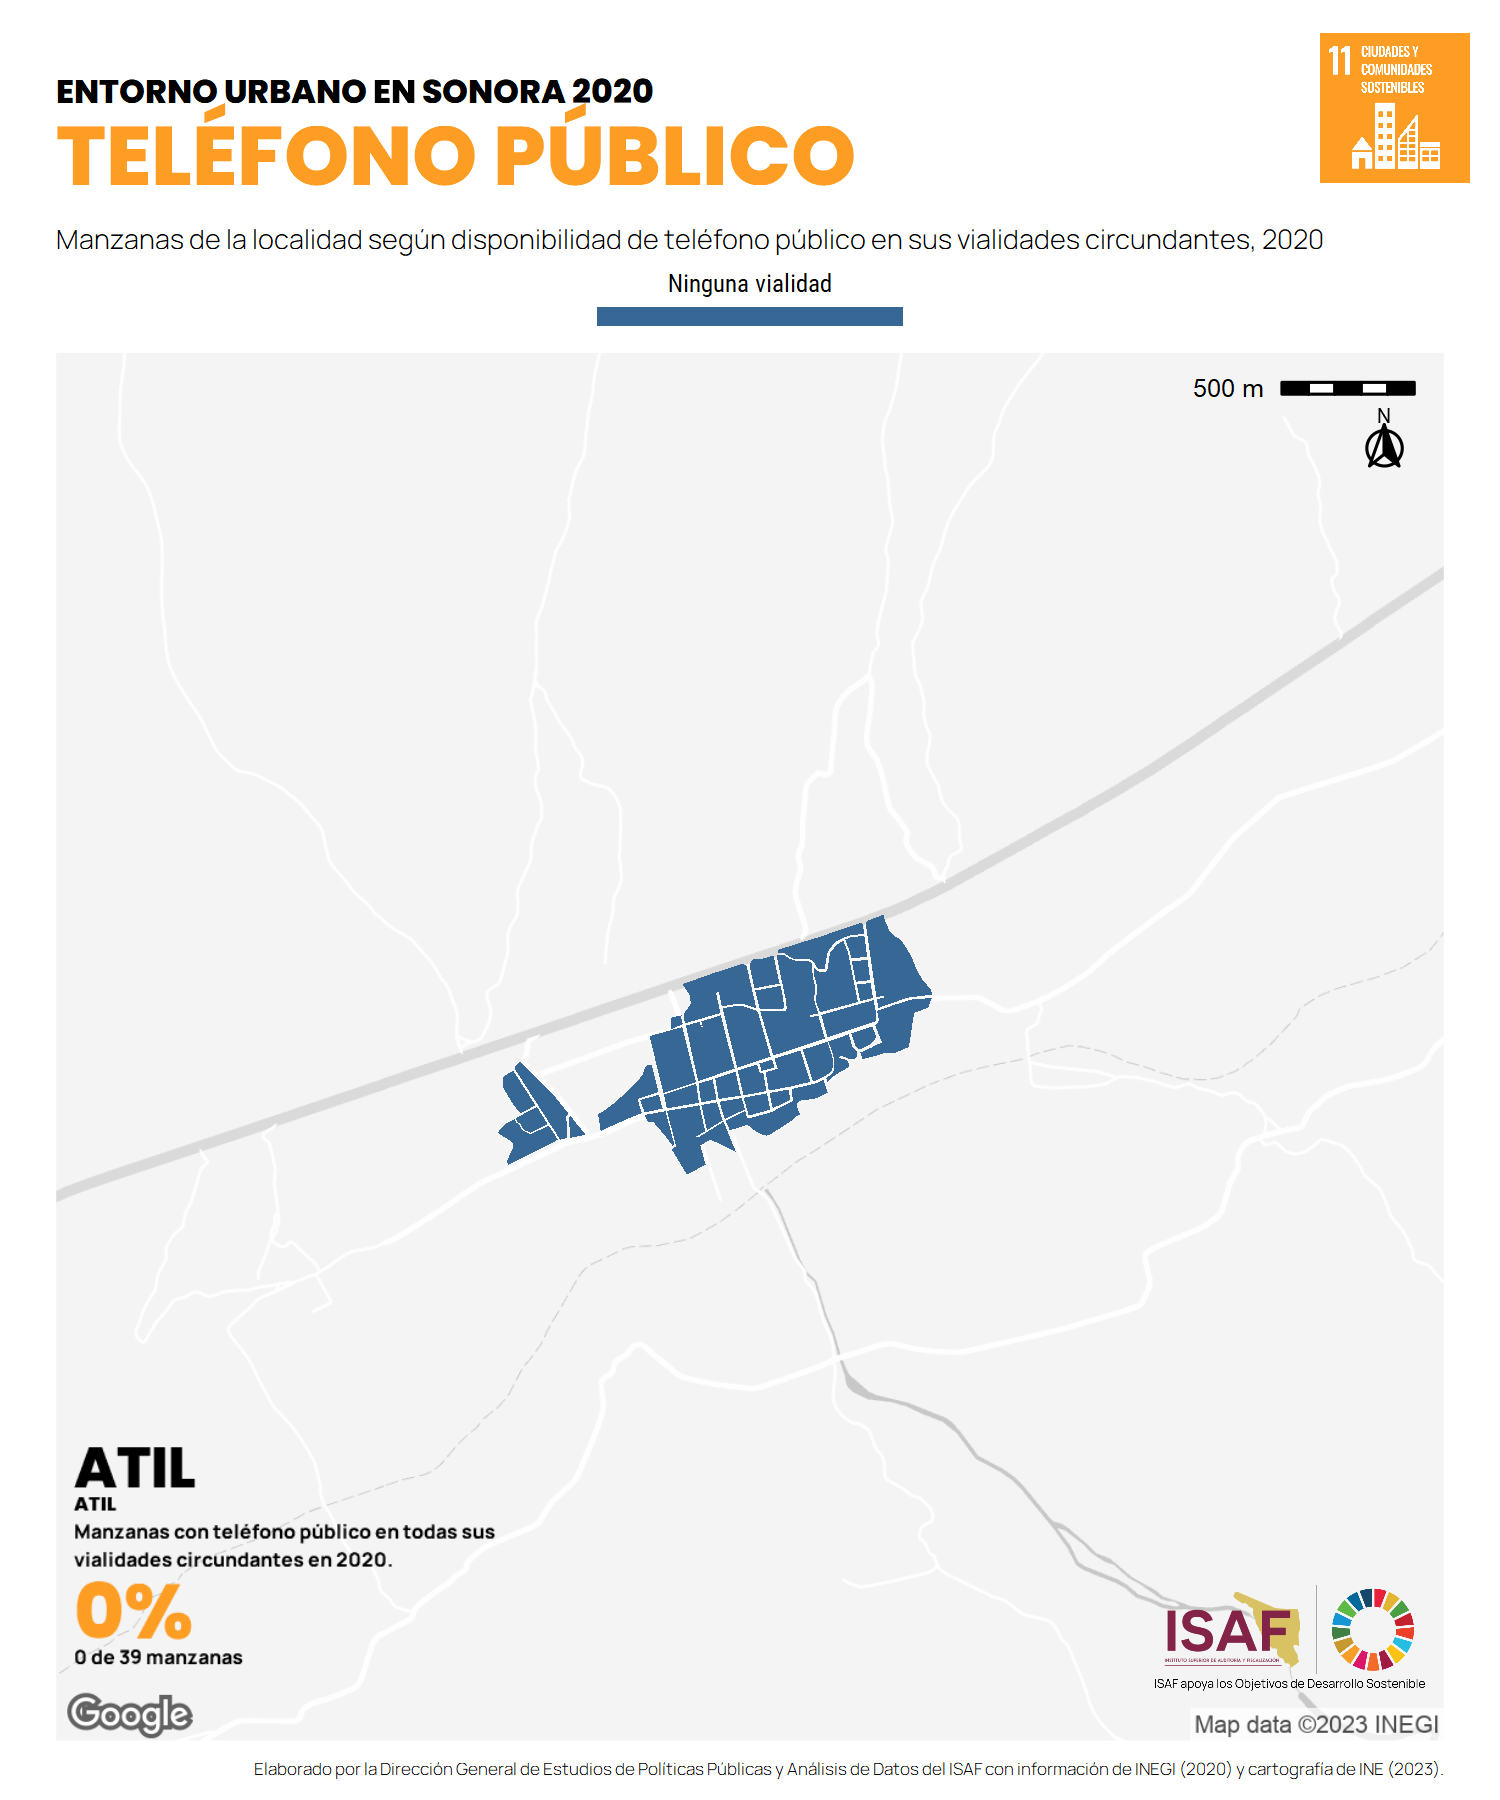 ENTORNO URBANO EN SONORA 2020
TELÉFONO PÚBLICO
11 CIUDADES Y
COMUNIDADES
SOSTENIBLES
Manzanas de la localidad según disponibilidad de teléfono público en sus vialidades circundantes, 2020
Ninguna vialidad
500 m
N
ATIL
ATIL
Manzanas con teléfono público en todas sus
vialidades circundantes en 2020.
0%
0 de 39 manzanas
Google
ISAF
INSTITUTO SUPERIOR DE AUDITORÍA Y FISCALIZACIÓN
ISAF apoya los Objetivos de Desarrollo Sostenible
Map data ©2023 INEGI
Elaborado por la Dirección General de Estudios de Políticas Públicas y Análisis de Datos del ISAF con información de INEGI (2020) y cartografía de INE (2023).